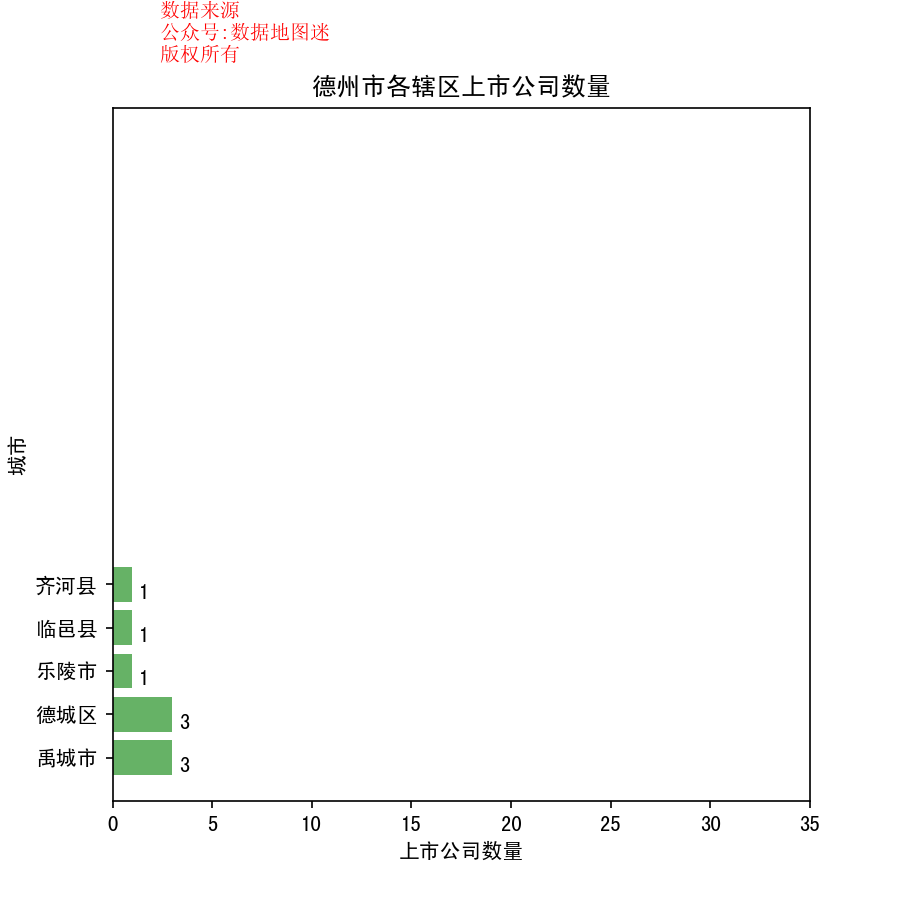 数据来源
公众号:数据地图迷
版权所有
德州市各辖区上市公司数量
城市
齐河县 1
临邑县 1
乐陵市 1
德城区 3
禹城市 3
0 5 10 15 20 25 30 35
上市公司数量